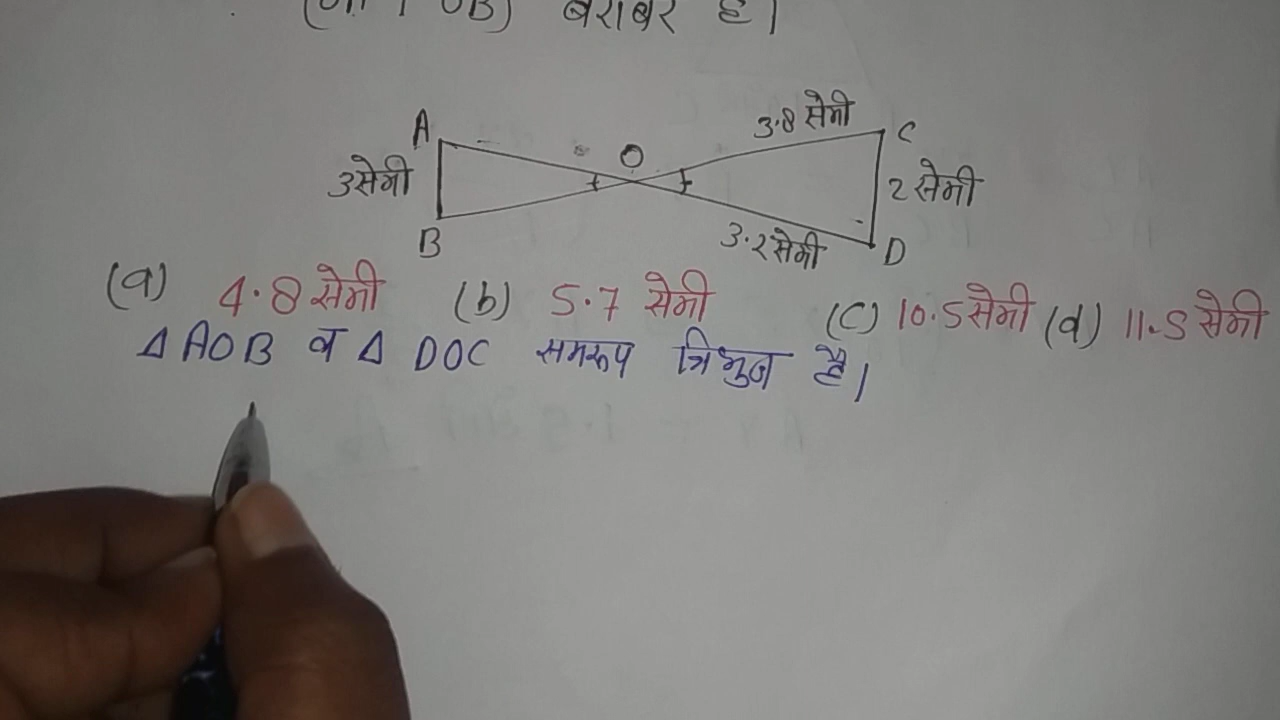 OB) बराबर है।
A
O
3.8 सेमी
C
3सेमी
2 सेमी
B
3.2सेमी
D
(a) 4.8 सेमी (b) 5.7 सेमी (c) 10.5सेमी (d) 11.5 सेमी
Δ AOB व Δ DOC समरूप त्रिभुज है।